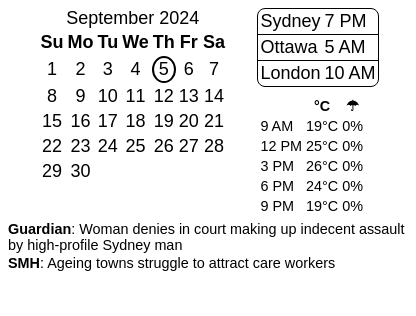 September 2024
Su Mo Tu We Th Fr Sa
1 2 3 4 5 6 7
8 9 10 11 12 13 14
15 16 17 18 19 20 21
22 23 24 25 26 27 28
29 30
Sydney 7 PM
Ottawa 5 AM
London 10 AM
°C ☂
9 AM 19°C 0%
12 PM 25°C 0%
3 PM 26°C 0%
6 PM 24°C 0%
9 PM 19°C 0%
Guardian: Woman denies in court making up indecent assault
by high-profile Sydney man
SMH: Ageing towns struggle to attract care workers